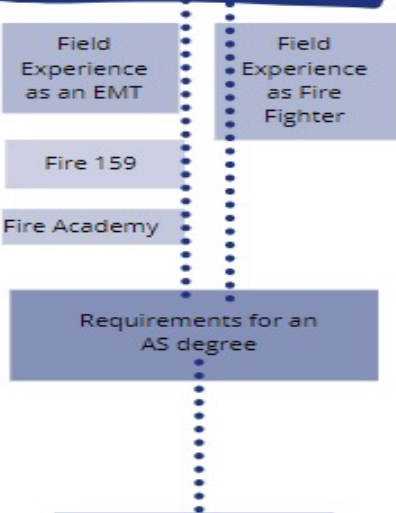 Field
Experience
as an EMT
Field
Experience
as Fire
Fighter
Fire 159
Fire Academy
Requirements for an
AS degree